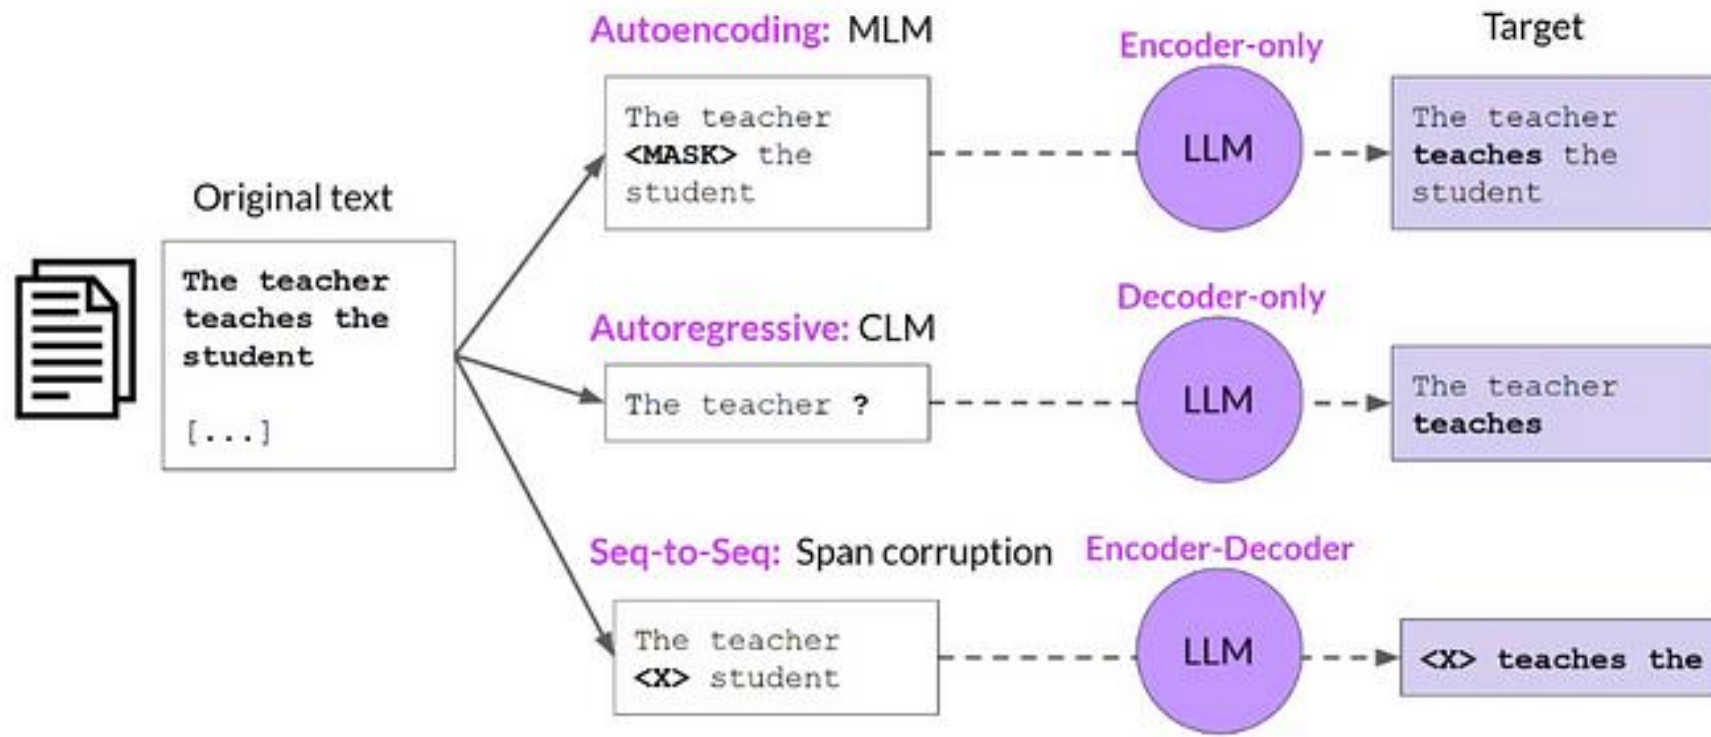 Original text
The teacher
teaches the
student
[...]
Autoencoding: MLM
The teacher
<MASK> the
student
Encoder-only
LLM
Target
The teacher
teaches the
student
Autoregressive: CLM
The teacher ?
Decoder-only
LLM
The teacher
teaches
Seq-to-Seq: Span corruption
The teacher
<X> student
Encoder-Decoder
LLM
<X> teaches the